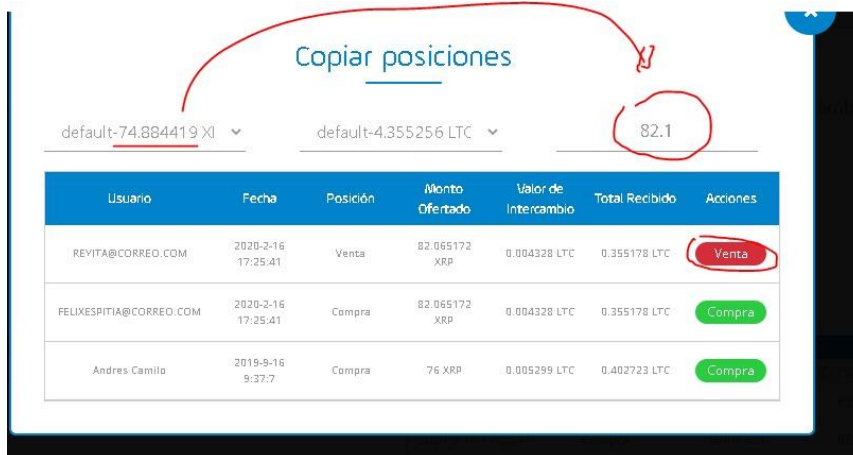 Copiar posiciones
default-74.884419 XI
default-4.355256 LTC
82.1
Usuario Fecha Posición Monto Ofertado Valor de Intercambio Total Recibido Acciones
REVITA@CORREO.COM 2020-2-16 17:25:41 Venta 82.065172 XRP 0.004328 LTC 0.355178 LTC Venta
FELIXESPITIA@CORREO.COM 2020-2-16 17:25:41 Compra 82.065172 XRP 0.004328 LTC 0.355178 LTC Compra
Andres Camilo 2019-9-16 9:37:7 Compra 76 XRP 0.005299 LTC 0.402723 LTC Compra